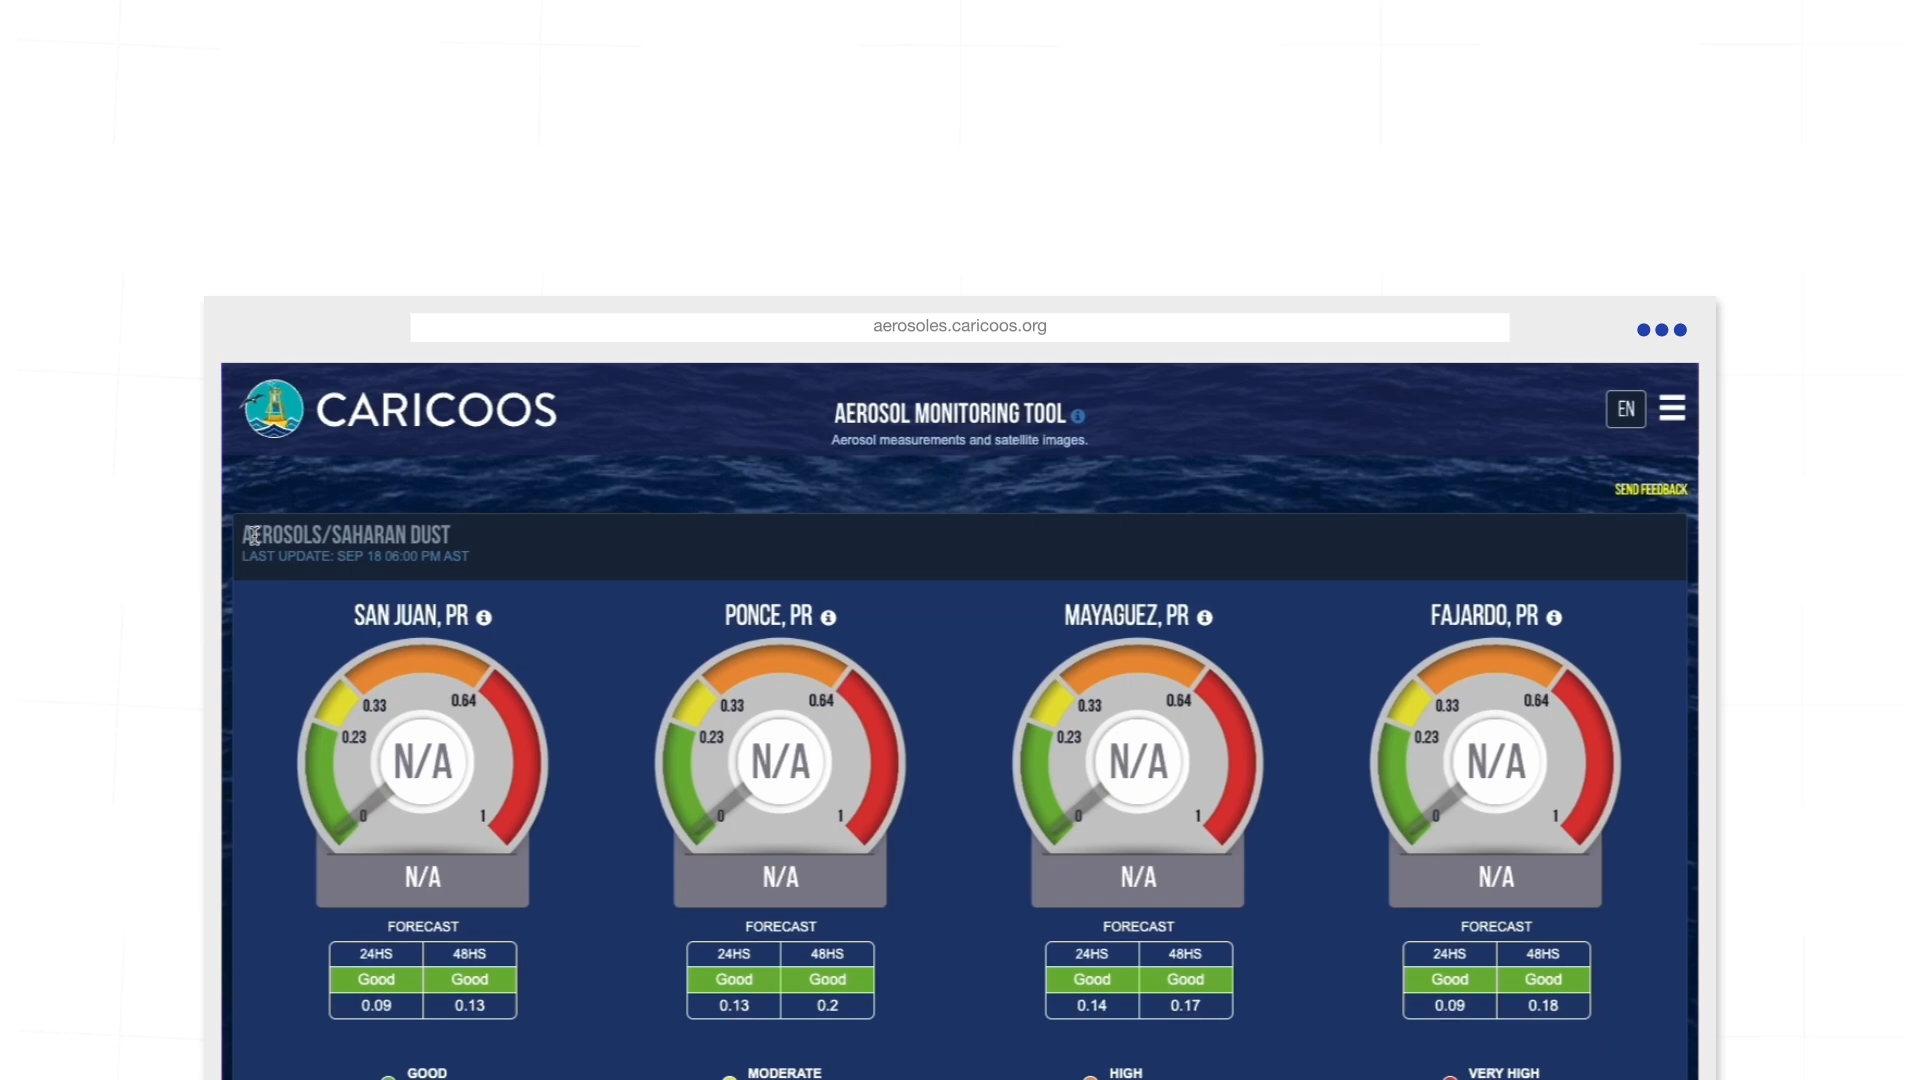 aerosoles.caricoos.org
CARICOOS
AEROSOL MONITORING TOOL
Aerosol measurements and satellite images.
EN
SEND FEEDBACK
AEROSOLS/SAHARAN DUST
LAST UPDATE: SEP 18 06:00 PM AST
SAN JUAN, PR
0.33
0.64
0.23
N/A
0
1
N/A
FORECAST
24HS 48HS
Good Good
0.09 0.13
PONCE, PR
0.33
0.64
0.23
N/A
0
1
N/A
FORECAST
24HS 48HS
Good Good
0.13 0.2
MAYAGUEZ, PR
0.33
0.64
0.23
N/A
0
1
N/A
FORECAST
24HS 48HS
Good Good
0.14 0.17
FAJARDO, PR
0.33
0.64
0.23
N/A
0
1
N/A
FORECAST
24HS 48HS
Good Good
0.09 0.18
GOOD
MODERATE
HIGH
VERY HIGH